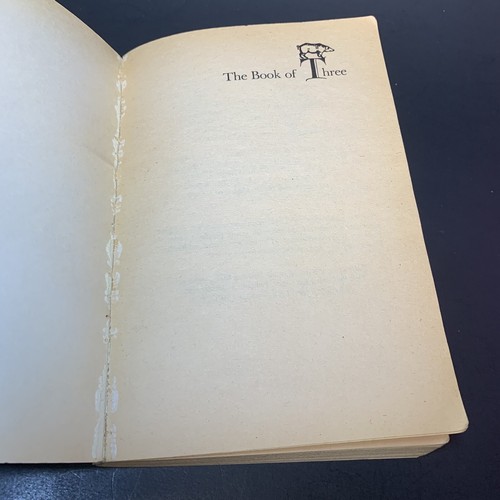 The Book of Three